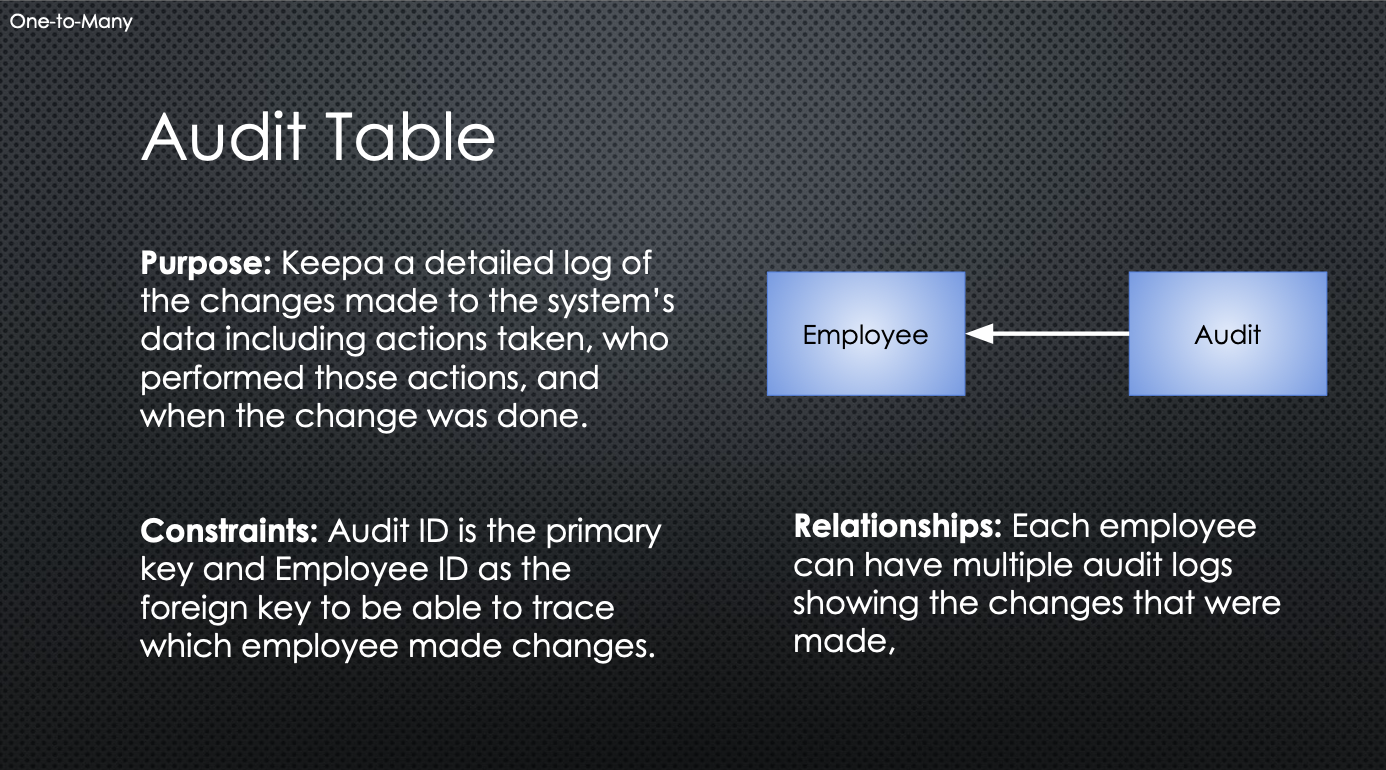 One-to-Many
Audit Table
Purpose: Keepa a detailed log of
the changes made to the system's
data including actions taken, who
performed those actions, and
when the change was done.
Employee
Audit
Constraints: Audit ID is the primary
key and Employee ID as the
foreign key to be able to trace
which employee made changes.
Relationships: Each employee
can have multiple audit logs
showing the changes that were
made,